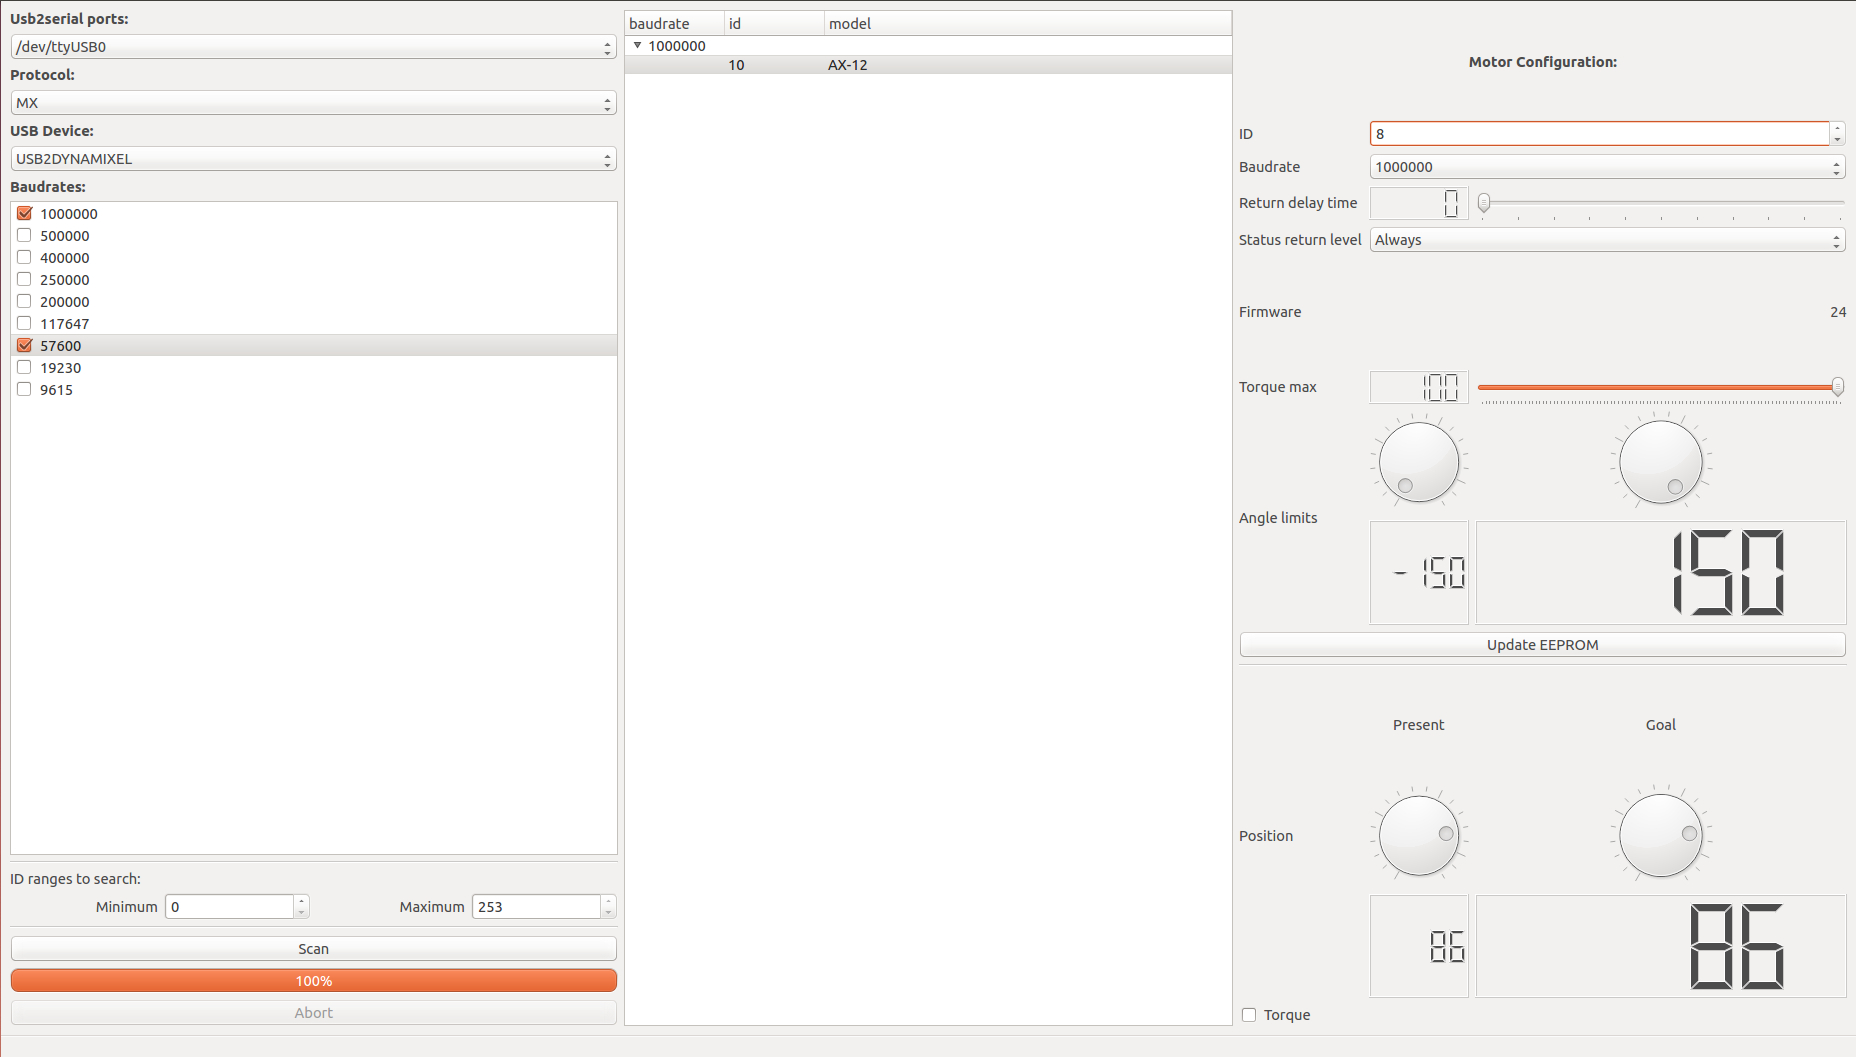 Usb2serial ports:
/dev/ttyUSB0
Protocol:
MX
USB Device:
USB2DYNAMIXEL
Baudrates:
1000000
500000
400000
250000
200000
117647
57600
19230
9615
ID ranges to search:
Minimum 0 Maximum 253
Scan
100%
Abort
baudrate id model
1000000
10 AX-12
Motor Configuration:
ID 8
Baudrate 1000000
Return delay time 0
Status return level Always
Firmware 24
Torque max 100
Angle limits
-150 150
Update EEPROM
Present Goal
Position
86 86
Torque